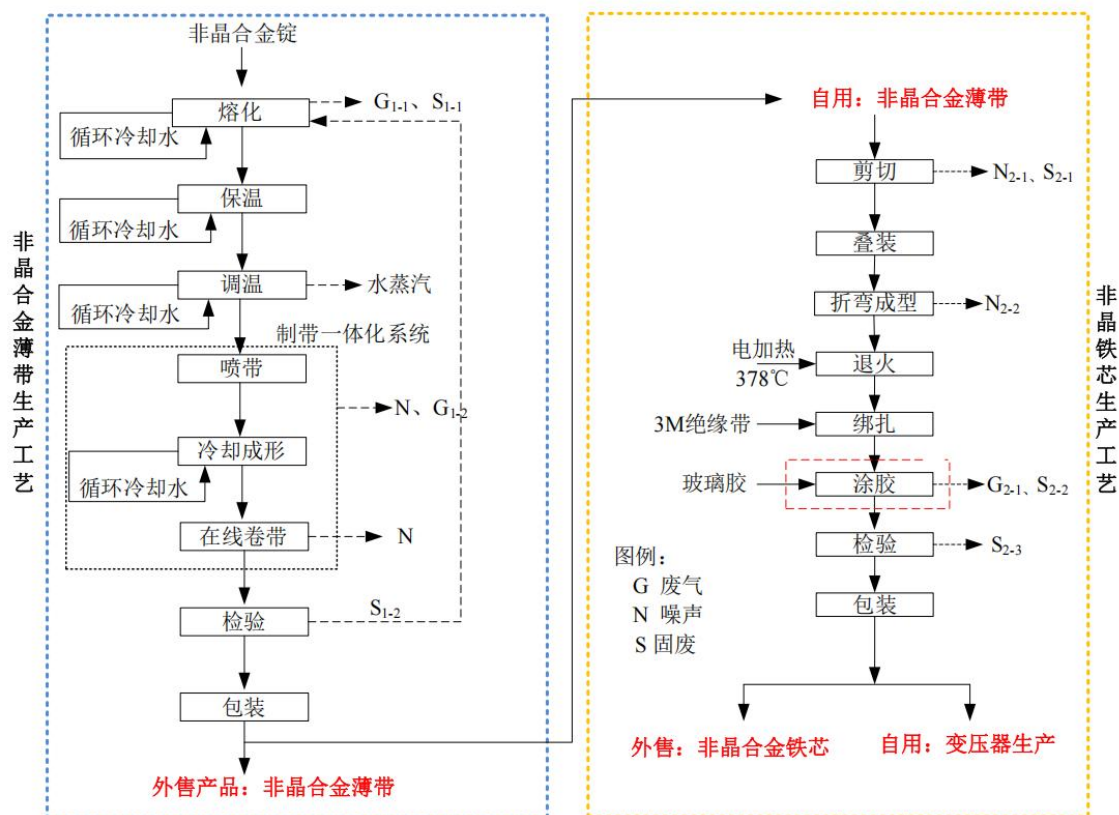 非晶合金薄带生产工艺
非晶合金锭
熔化
G1-1、S1-1
循环冷却水
保温
循环冷却水
调温
水蒸汽
循环冷却水
制带一体化系统
喷带
N、G1-2
冷却成形
循环冷却水
在线卷带
N
检验
S1-2
包装
外售产品：非晶合金薄带
自用：非晶合金薄带
剪切
N2-1、S2-1
叠装
折弯成型
N2-2
电加热
378℃
退火
3M绝缘带
绑扎
玻璃胶
涂胶
G2-1、S2-2
检验
S2-3
包装
图例：
G 废气
N 噪声
S 固废
外售：非晶合金铁芯
自用：变压器生产
非晶铁芯生产工艺